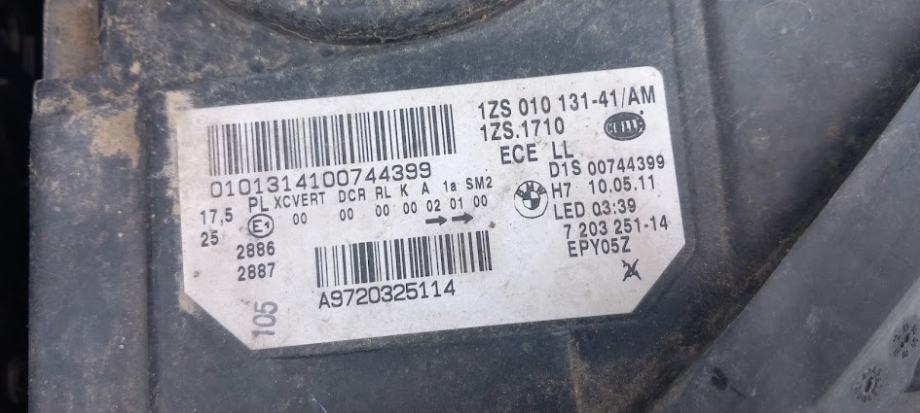 1ZS 010 131-41/AM
1ZS.1710
HELLA
ECE LL
0101314100744399
D1S 00744399
PL XCVERT DCR RL K A 1a SM2
H7 10.05.11
17,5 E1 00 00 00 00 02 01 00
LED 03:39
25 2886
7 203 251-14
2887
EPY05Z
A9720325114
105